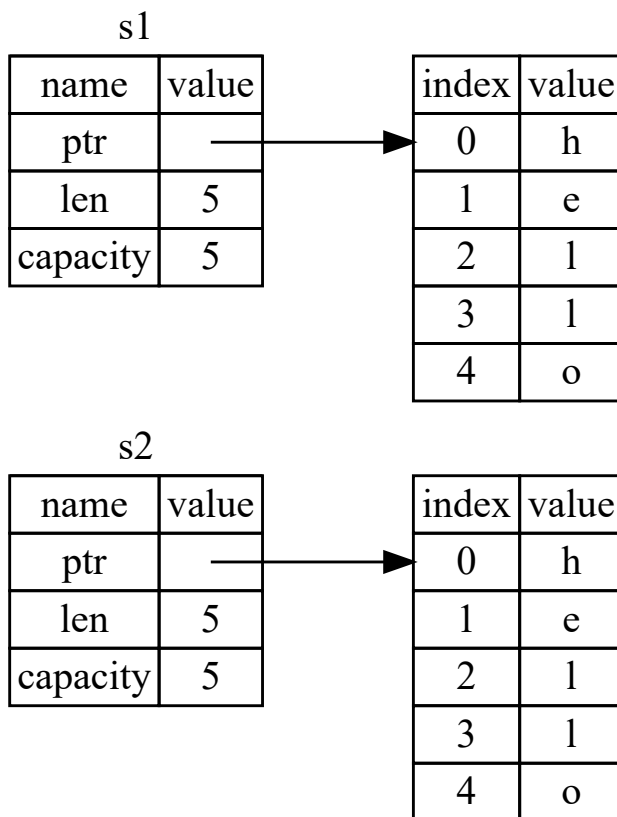 s1
name value
ptr
len 5
capacity 5
index value
0 h
1 e
2 l
3 l
4 o
s2
name value
ptr
len 5
capacity 5
index value
0 h
1 e
2 l
3 l
4 o